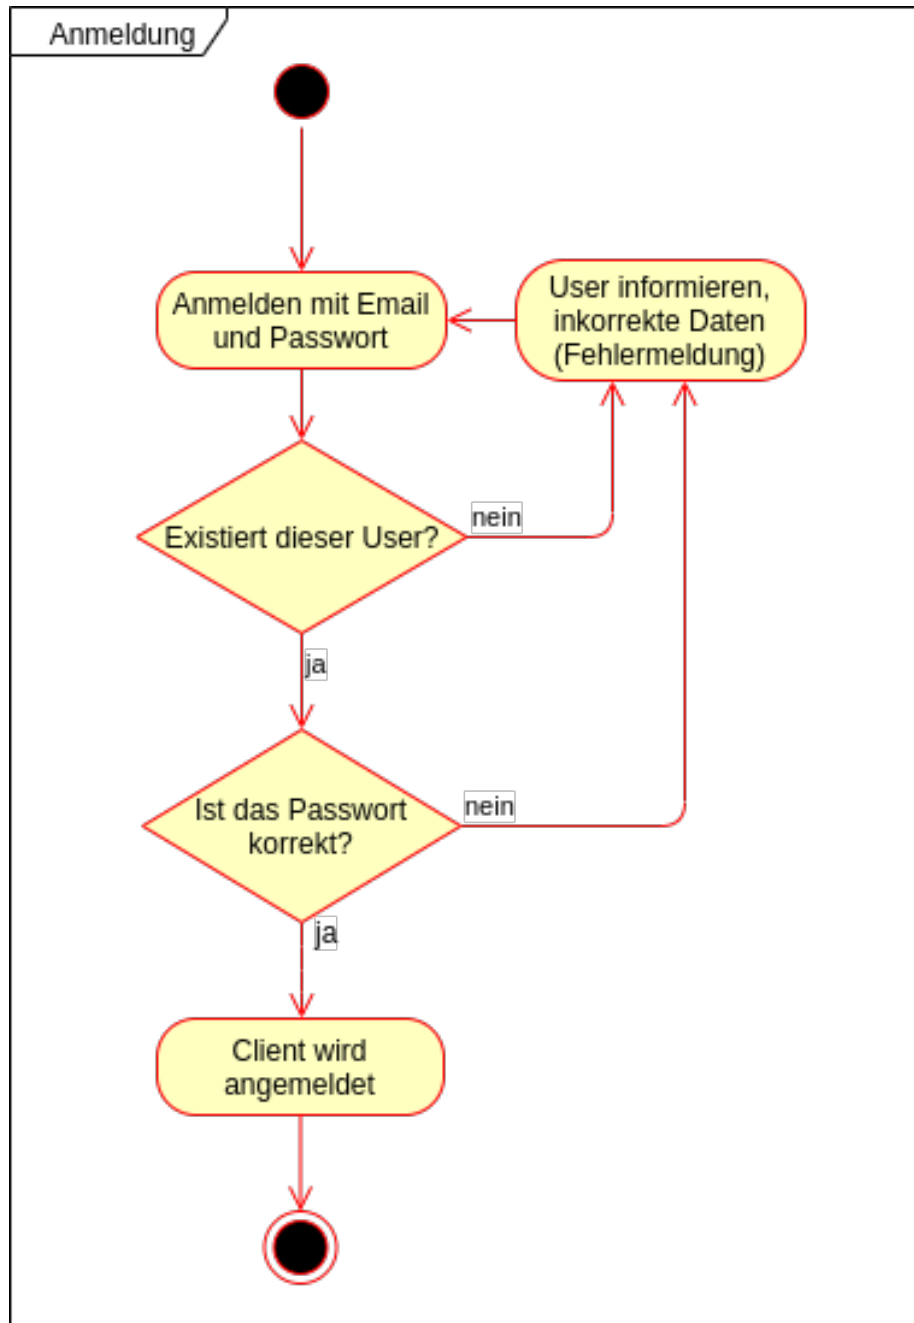 Anmeldung
Anmelden mit Email
und Passwort
User informieren,
inkorrekte Daten
(Fehlermeldung)
Existiert dieser User?
nein
ja
Ist das Passwort
korrekt?
nein
ja
Client wird
angemeldet